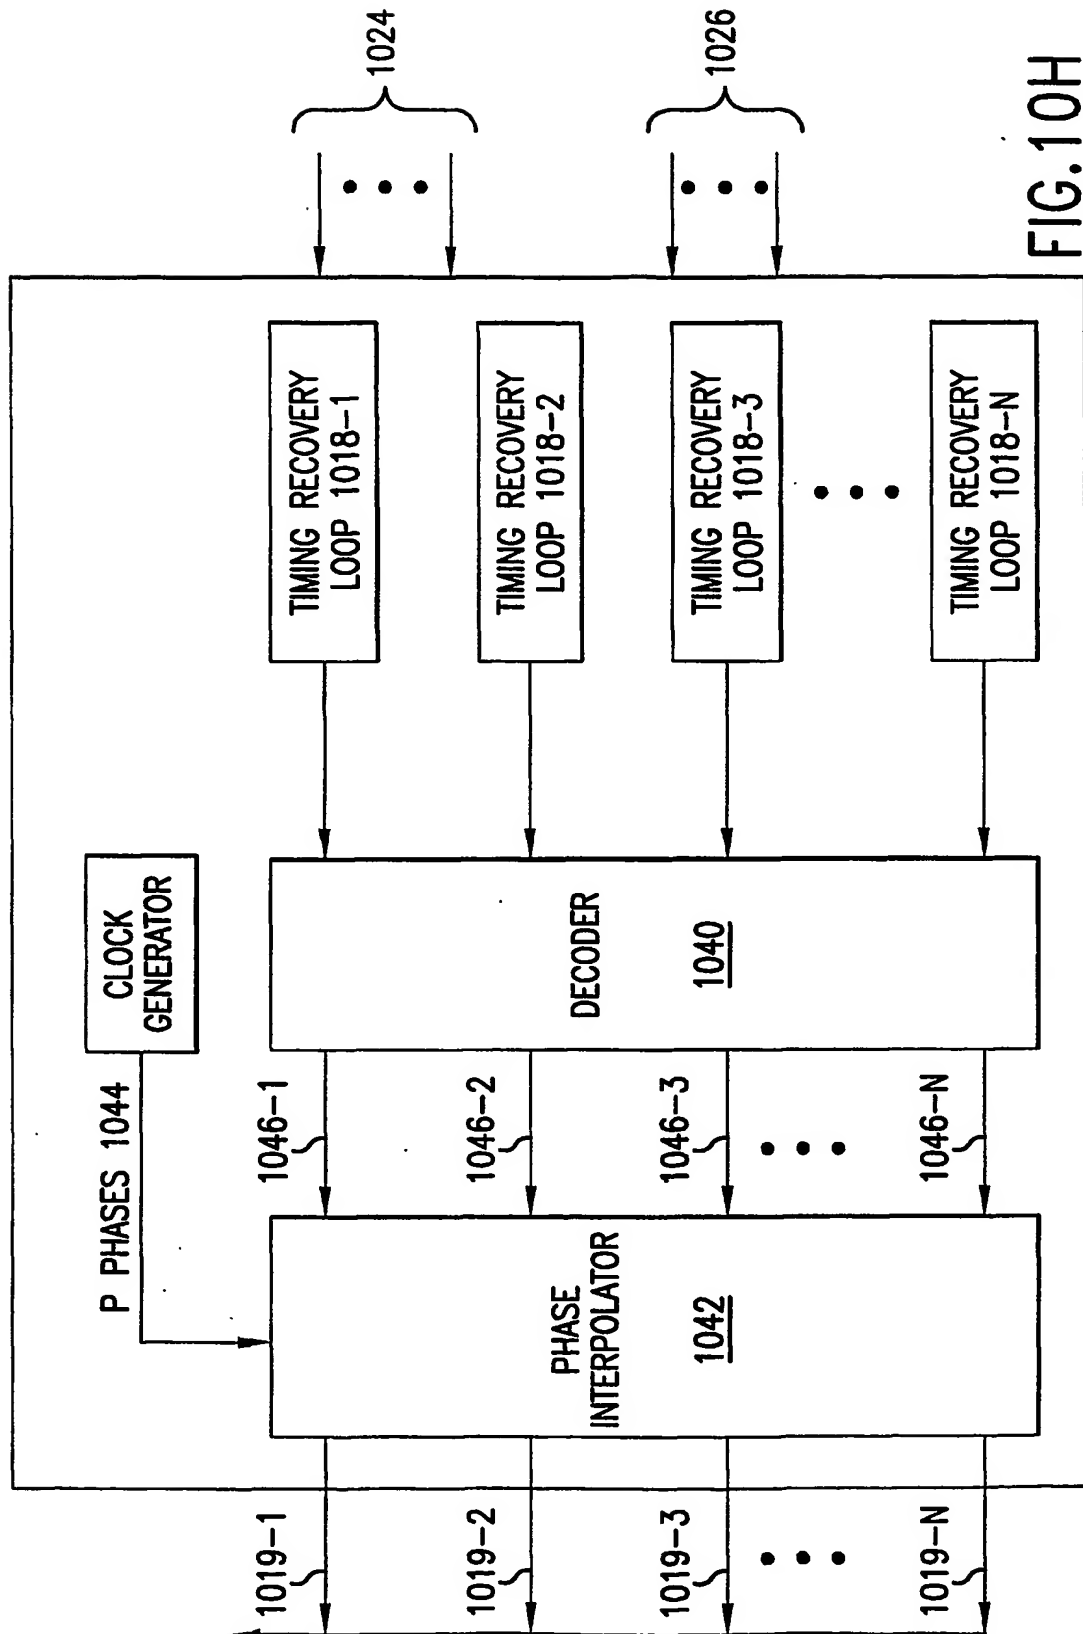 P PHASES 1044
CLOCK
GENERATOR
1019-1
1019-2
1019-3
1019-N
PHASE
INTERPOLATOR
1042
1046-1
1046-2
1046-3
1046-N
DECODER
1040
TIMING RECOVERY
LOOP 1018-1
TIMING RECOVERY
LOOP 1018-2
TIMING RECOVERY
LOOP 1018-3
TIMING RECOVERY
LOOP 1018-N
1024
1026
FIG.10H